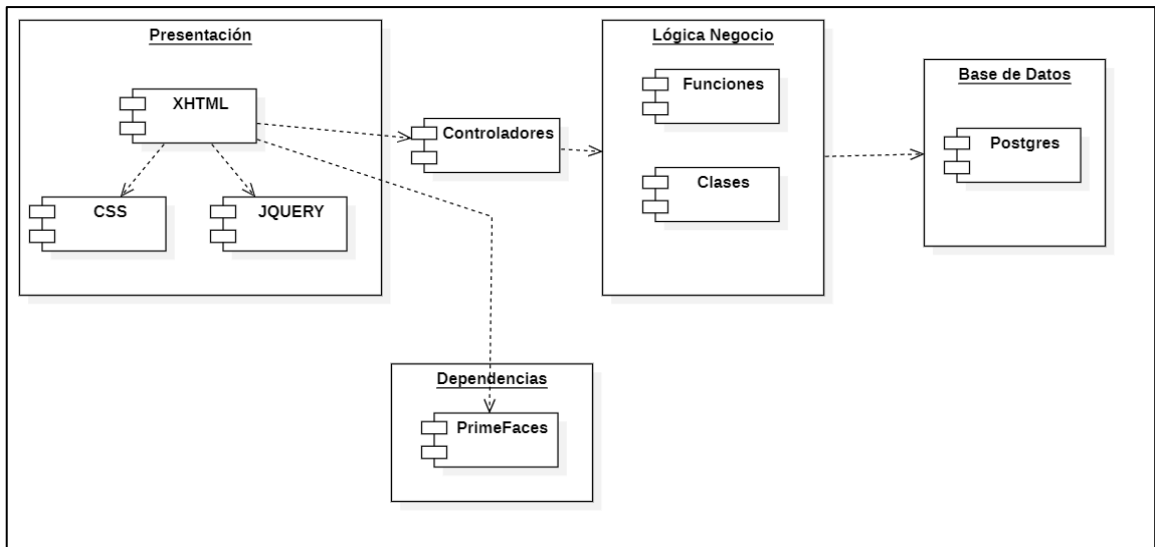 Presentación
XHTML
CSS
JQUERY
Controladores
Lógica Negocio
Funciones
Clases
Base de Datos
Postgres
Dependencias
PrimeFaces